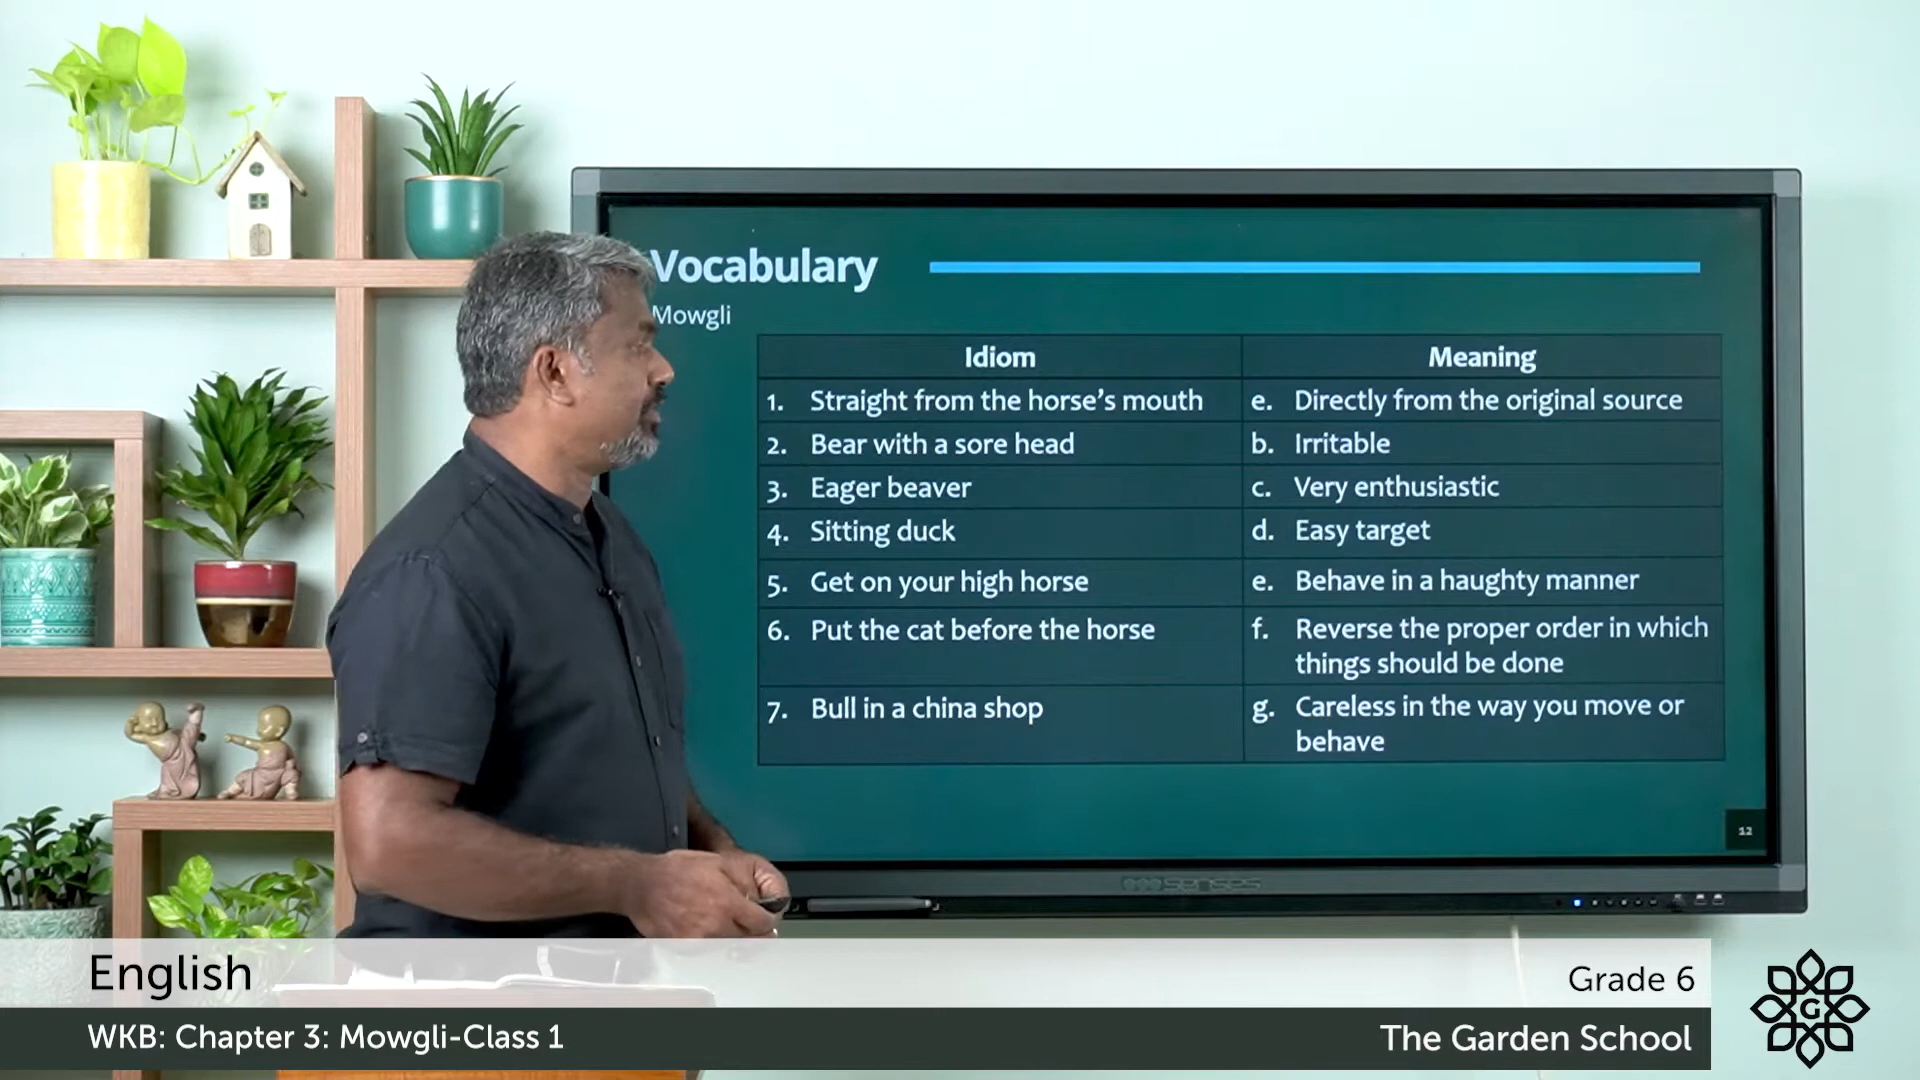 Vocabulary
Mowgli
Idiom Meaning
1. Straight from the horse's mouth e. Directly from the original source
2. Bear with a sore head b. Irritable
3. Eager beaver c. Very enthusiastic
4. Sitting duck d. Easy target
5. Get on your high horse e. Behave in a haughty manner
6. Put the cat before the horse f. Reverse the proper order in which
things should be done
7. Bull in a china shop g. Careless in the way you move or
behave
12
senses
English
Grade 6
WKB: Chapter 3: Mowgli-Class 1
The Garden School
G